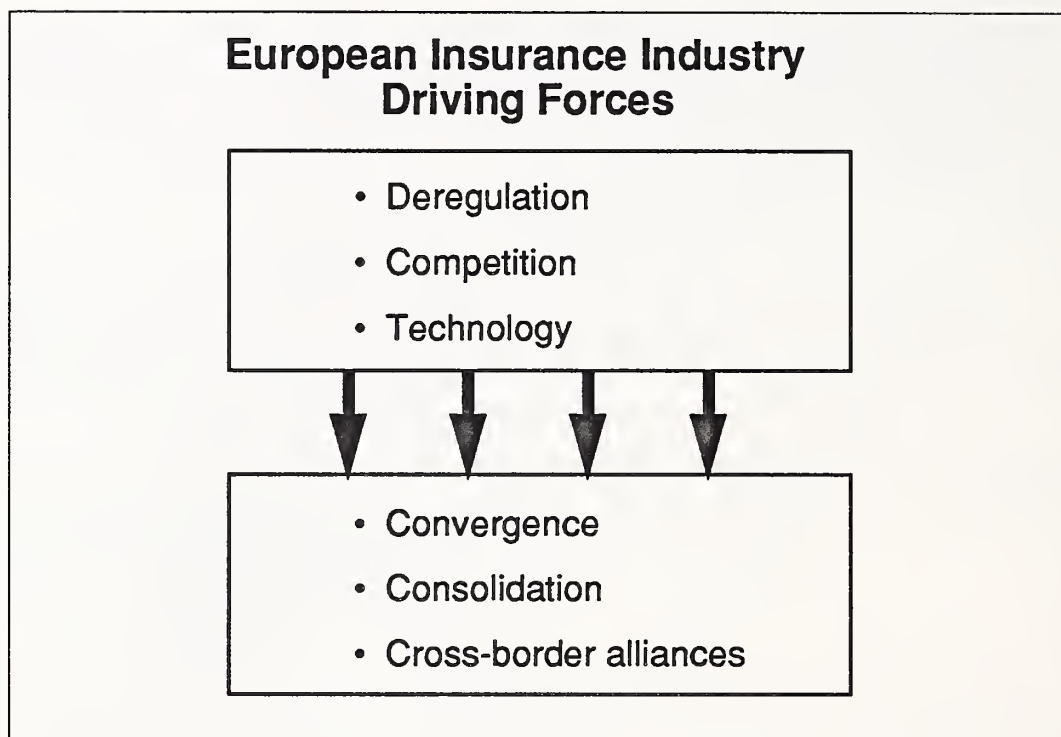 European Insurance Industry
Driving Forces
• Deregulation
• Competition
• Technology
• Convergence
• Consolidation
• Cross-border alliances